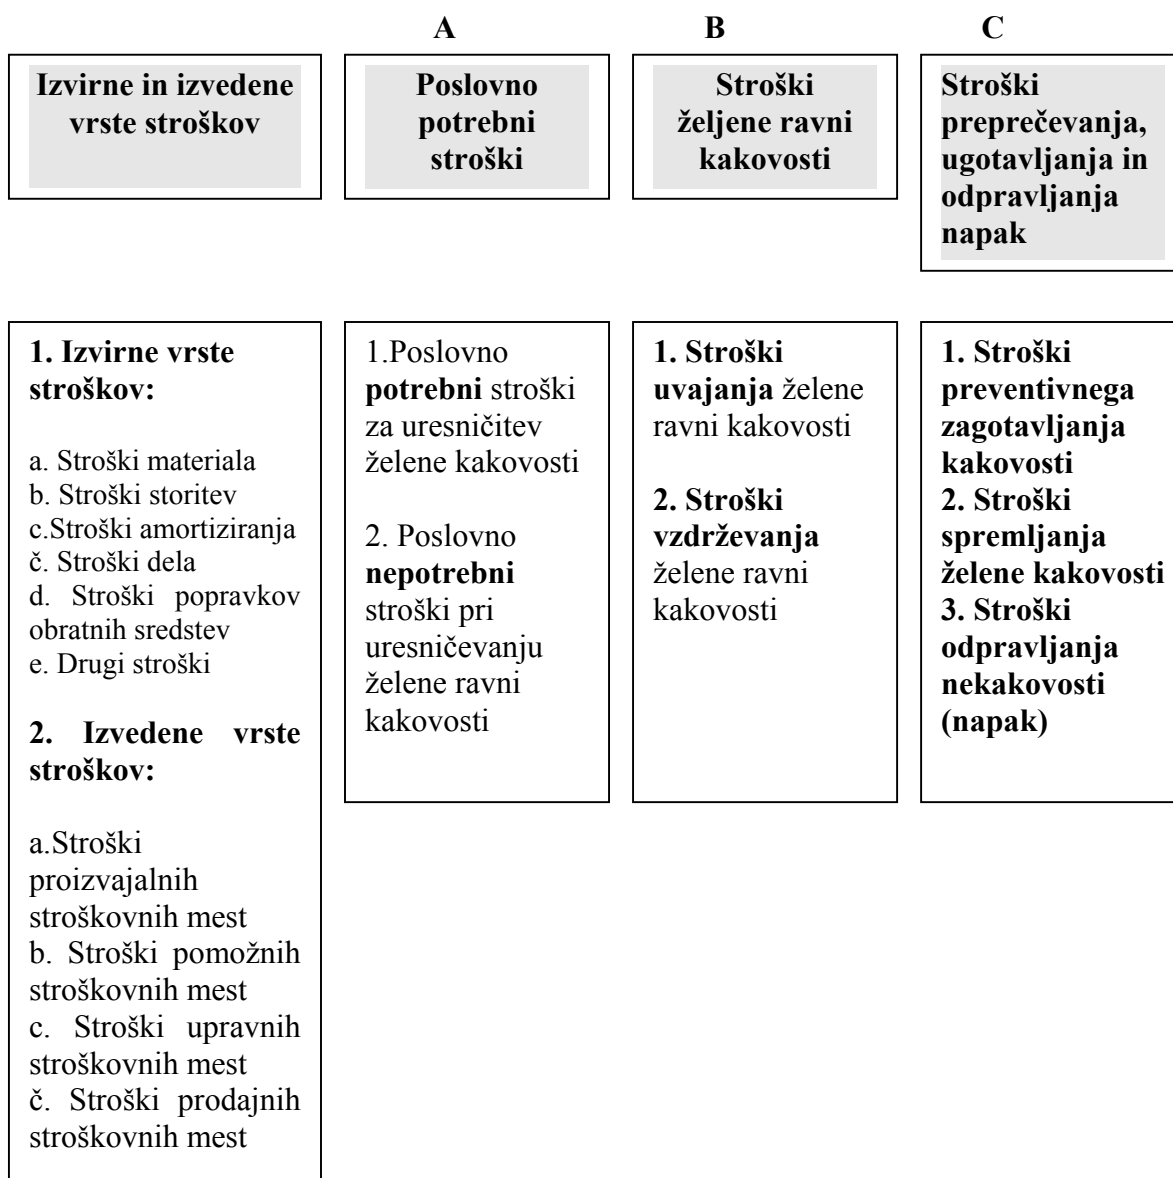 A
B
C
Izvirne in izvedene
vrste stroškov
Poslovno
potrebni
stroški
Stroški
željene ravni
kakovosti
Stroški
preprečevanja,
ugotavljanja in
odpravljanja
napak
1. Izvirne vrste
stroškov:
a. Stroški materiala
b. Stroški storitev
c.Stroški amortiziranja
č. Stroški dela
d. Stroški popravkov
obratnih sredstev
e. Drugi stroški
2. Izvedene vrste
stroškov:
a.Stroški
proizvajalnih
stroškovnih mest
b. Stroški pomožnih
stroškovnih mest
c. Stroški upravnih
stroškovnih mest
č. Stroški prodajnih
stroškovnih mest
1.Poslovno
potrebni stroški
za uresničitev
želene kakovosti
2. Poslovno
nepotrebni
stroški pri
uresničevanju
želene ravni
kakovosti
1. Stroški
uvajanja želene
ravni kakovosti
2. Stroški
vzdrževanja
želene ravni
kakovosti
1. Stroški
preventivnega
zagotavljanja
kakovosti
2. Stroški
spremljanja
želene kakovosti
3. Stroški
odpravljanja
nekakovosti
(napak)